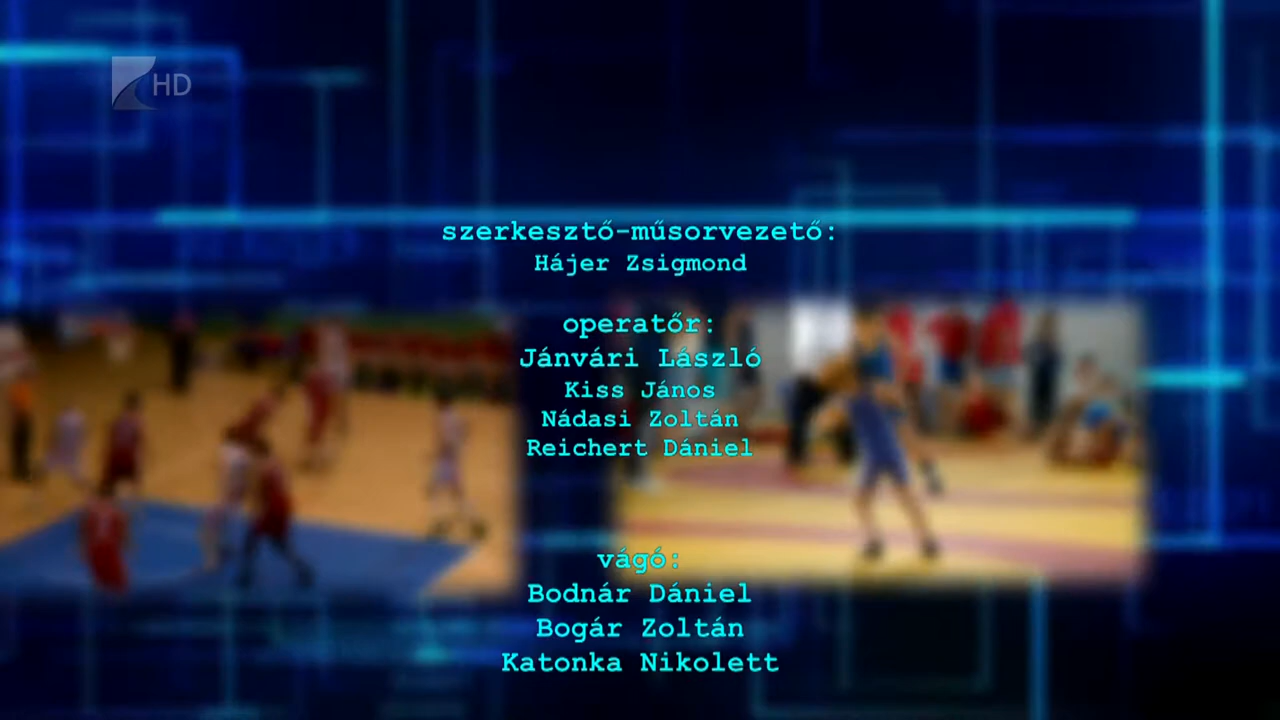 HD
szerkesztő-műsorvezető:
Hájer Zsigmond
operatőr:
Jánvári László
Kiss János
Nádasi Zoltán
Reichert Dániel
vágó:
Bodnár Dániel
Bogár Zoltán
Katonka Nikolett